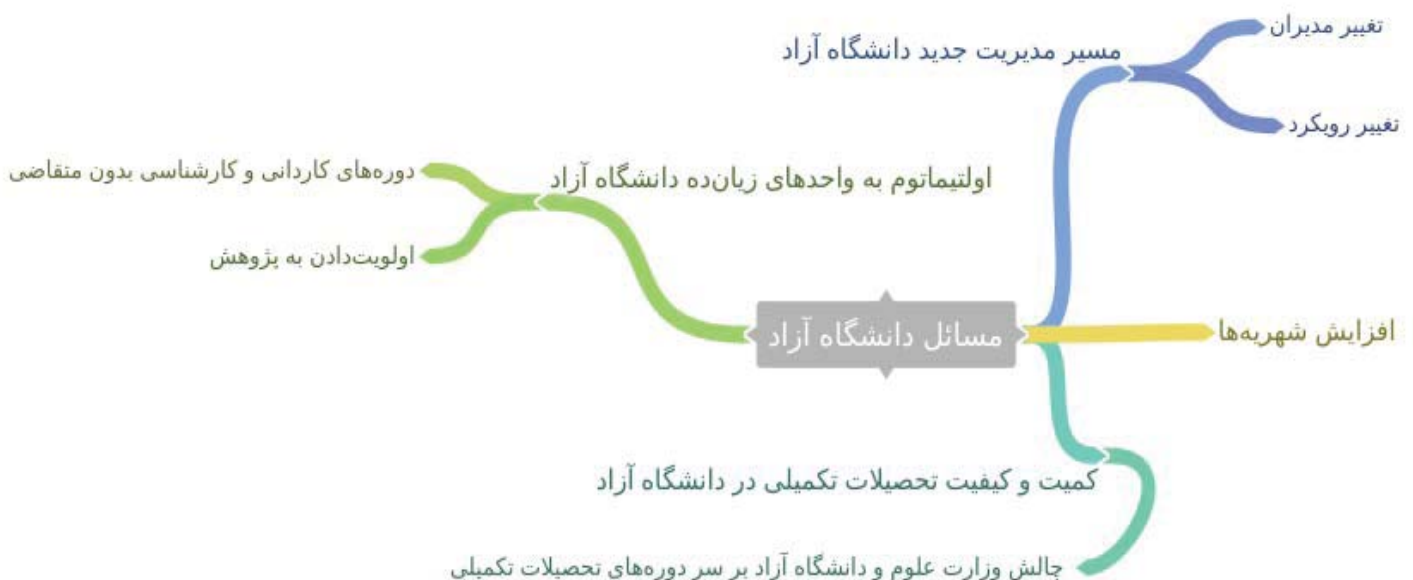 تغییر مدیران
مسیر مدیریت جدید دانشگاه آزاد
تغییر رویکرد
دوره‌های کاردانی و کارشناسی بدون متقاضی
اولتیماتوم به واحدهای زیان‌ده دانشگاه آزاد
اولویت‌دادن به پژوهش
افزایش شهریه‌ها
مسائل دانشگاه آزاد
کمیت و کیفیت تحصیلات تکمیلی در دانشگاه آزاد
چالش وزارت علوم و دانشگاه آزاد بر سر دوره‌های تحصیلات تکمیلی